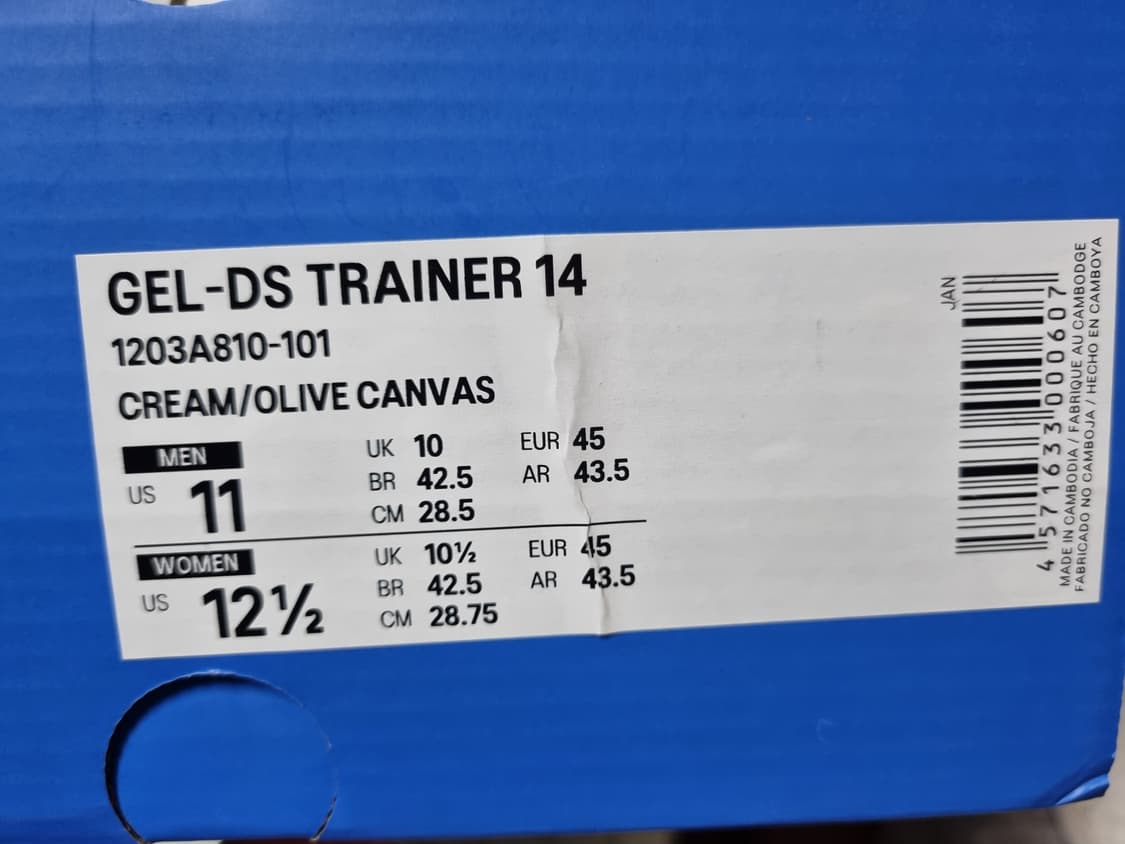 GEL-DS TRAINER 14
1203A810-101
CREAM/OLIVE CANVAS
MEN
US 11
UK 10 EUR 45
BR 42.5 AR 43.5
CM 28.5
WOMEN
US 12½
UK 10½ EUR 45
BR 42.5 AR 43.5
CM 28.75
JAN
4 571633 000607
MADE IN CAMBODIA / FABRIQUE AU CAMBODGE
FABRICADO NO CAMBOJA / HECHO EN CAMBOYA